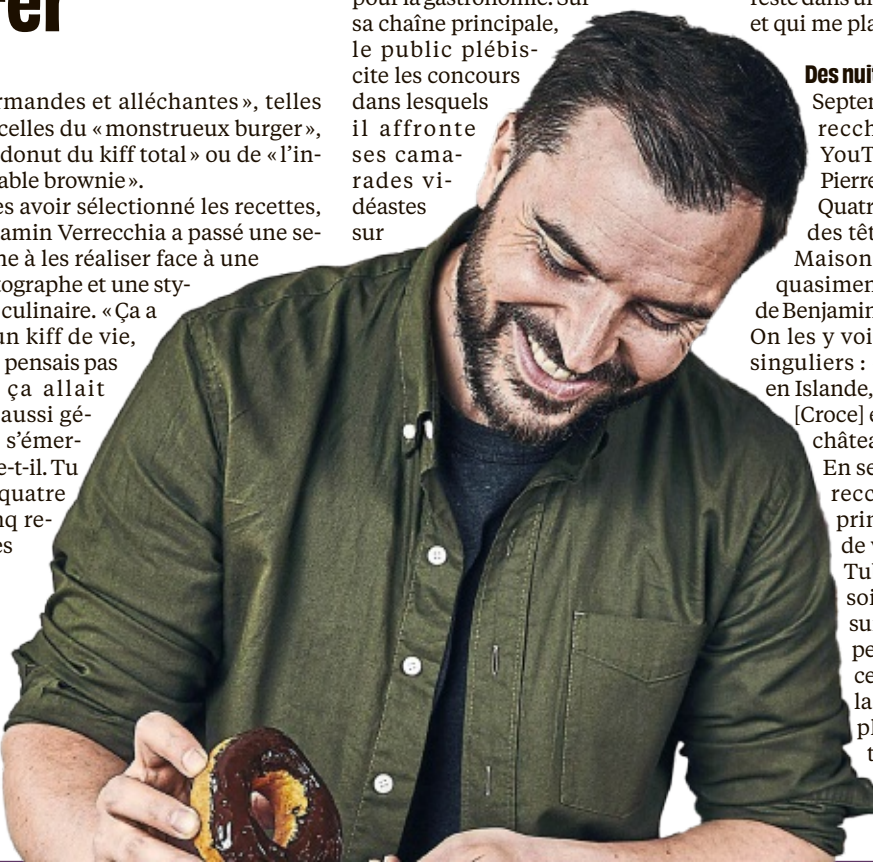 rer
rmandes et alléchantes », telles
celles du « monstrueux burger »,
donut du kiff total » ou de « l'in-
able brownie ».
es avoir sélectionné les recettes,
jamin Verrecchia a passé une se-
ne à les réaliser face à une
tographe et une sty-
culinaire. « Ça a
un kiff de vie,
pensais pas
ça allait
aussi gé-
s'émer-
e-t-il. Tu
quatre
nq re-
es
pour la gastronomie. Sur
sa chaîne principale,
le public plébis-
cite les concours
dans lesquels
il affronte
ses cama-
rades vi-
déastes
sur
reste dans un
et qui me pla
Des nuit
Septem
recch
YouT
Pierre
Quatr
des têt
Maison
quasimen
de Benjamin
On les y voi
singuliers :
en Islande,
[Croce] e
châtea
En se
recc
prin
de v
Tu
soi
su
pe
ce
la
pl
t